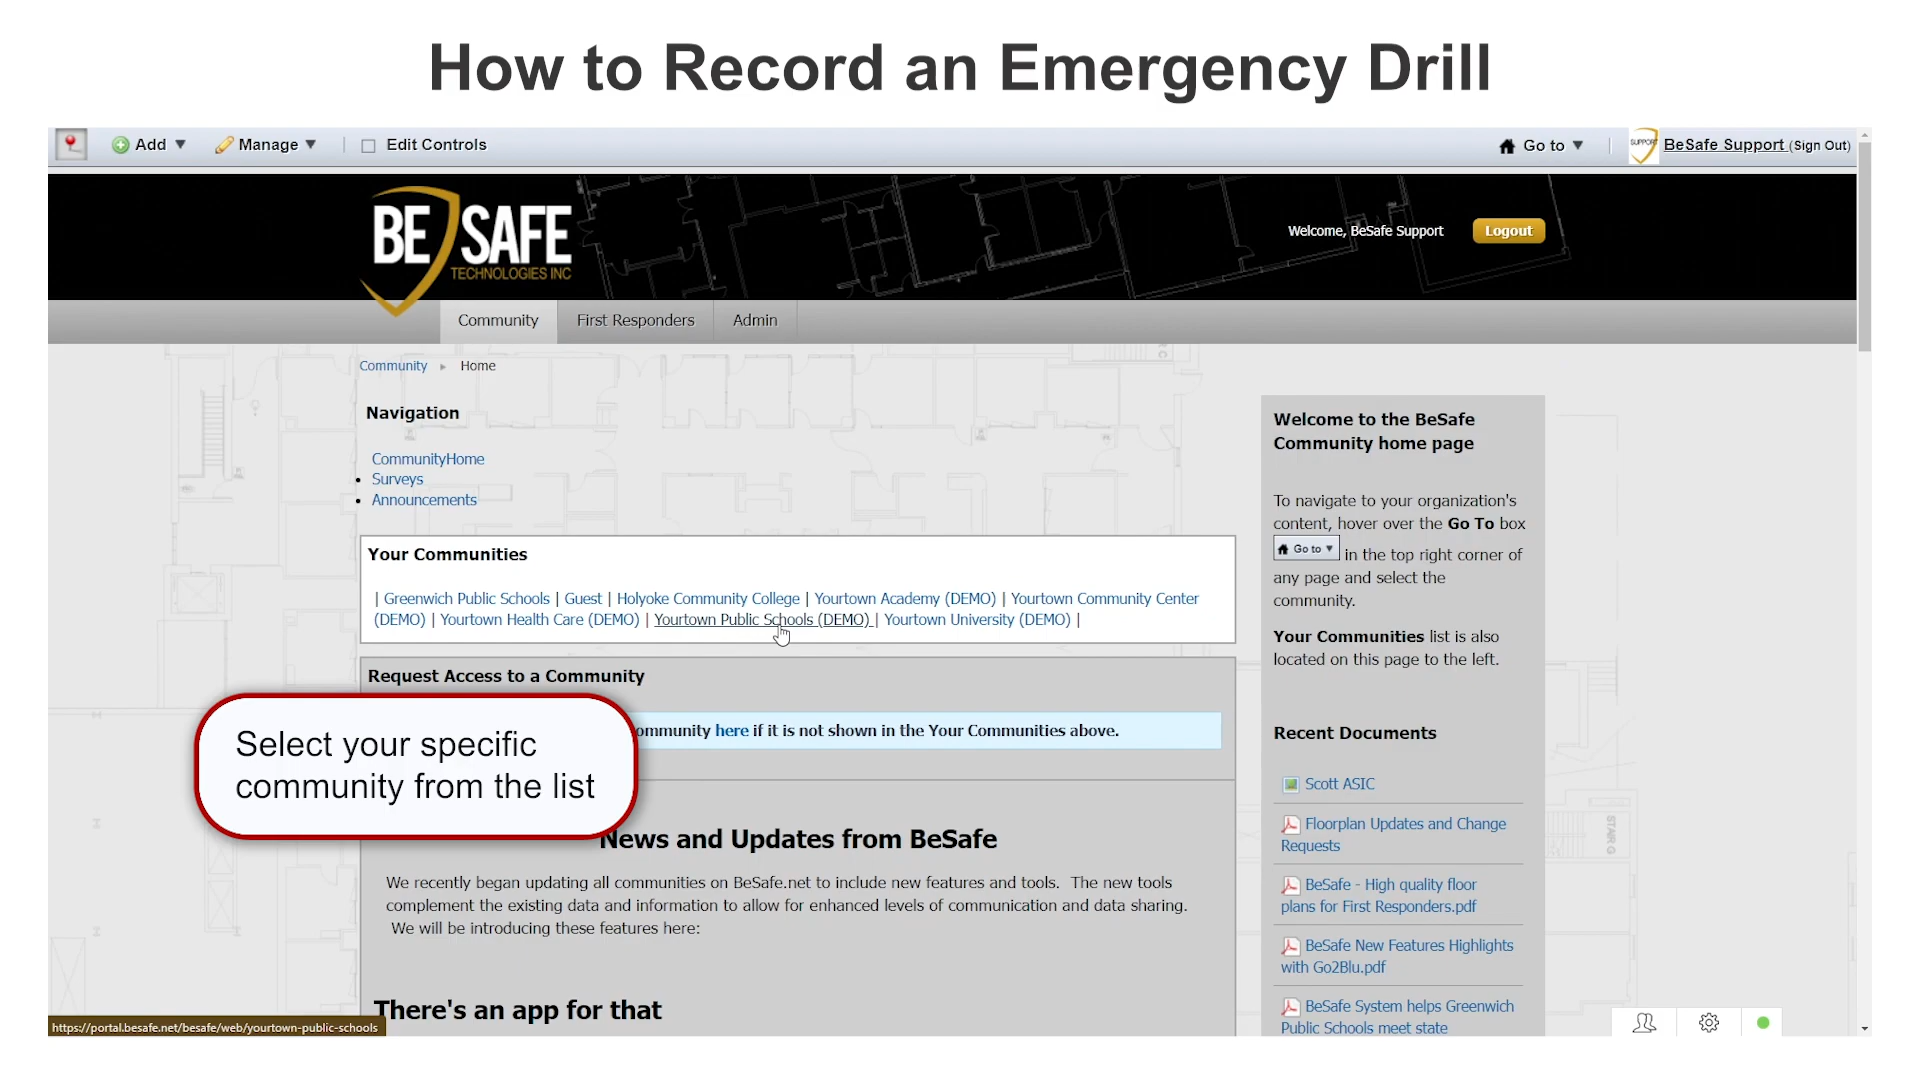 How to Record an Emergency Drill
Add Manage Edit Controls Go to SUPPORT BeSafe Support (Sign Out)
BE SAFE
TECHNOLOGIES INC
Welcome, BeSafe Support Logout
Community First Responders Admin
Community Home
Navigation
CommunityHome
• Surveys
• Announcements
Your Communities
| Greenwich Public Schools | Guest | Holyoke Community College | Yourtown Academy (DEMO) | Yourtown Community Center
(DEMO) | Yourtown Health Care (DEMO) | Yourtown Public Schools (DEMO) | Yourtown University (DEMO) |
Request Access to a Community
ommunity here if it is not shown in the Your Communities above.
Select your specific
community from the list
News and Updates from BeSafe
We recently began updating all communities on BeSafe.net to include new features and tools. The new tools
complement the existing data and information to allow for enhanced levels of communication and data sharing.
We will be introducing these features here:
There's an app for that
https://portal.besafe.net/besafe/web/yourtown-public-schools
Welcome to the BeSafe
Community home page
To navigate to your organization's
content, hover over the Go To box
Go to in the top right corner of
any page and select the
community.
Your Communities list is also
located on this page to the left.
Recent Documents
Scott ASIC
Floorplan Updates and Change
Requests
BeSafe - High quality floor
plans for First Responders.pdf
BeSafe New Features Highlights
with Go2Blu.pdf
BeSafe System helps Greenwich
Public Schools meet state
STAIR G